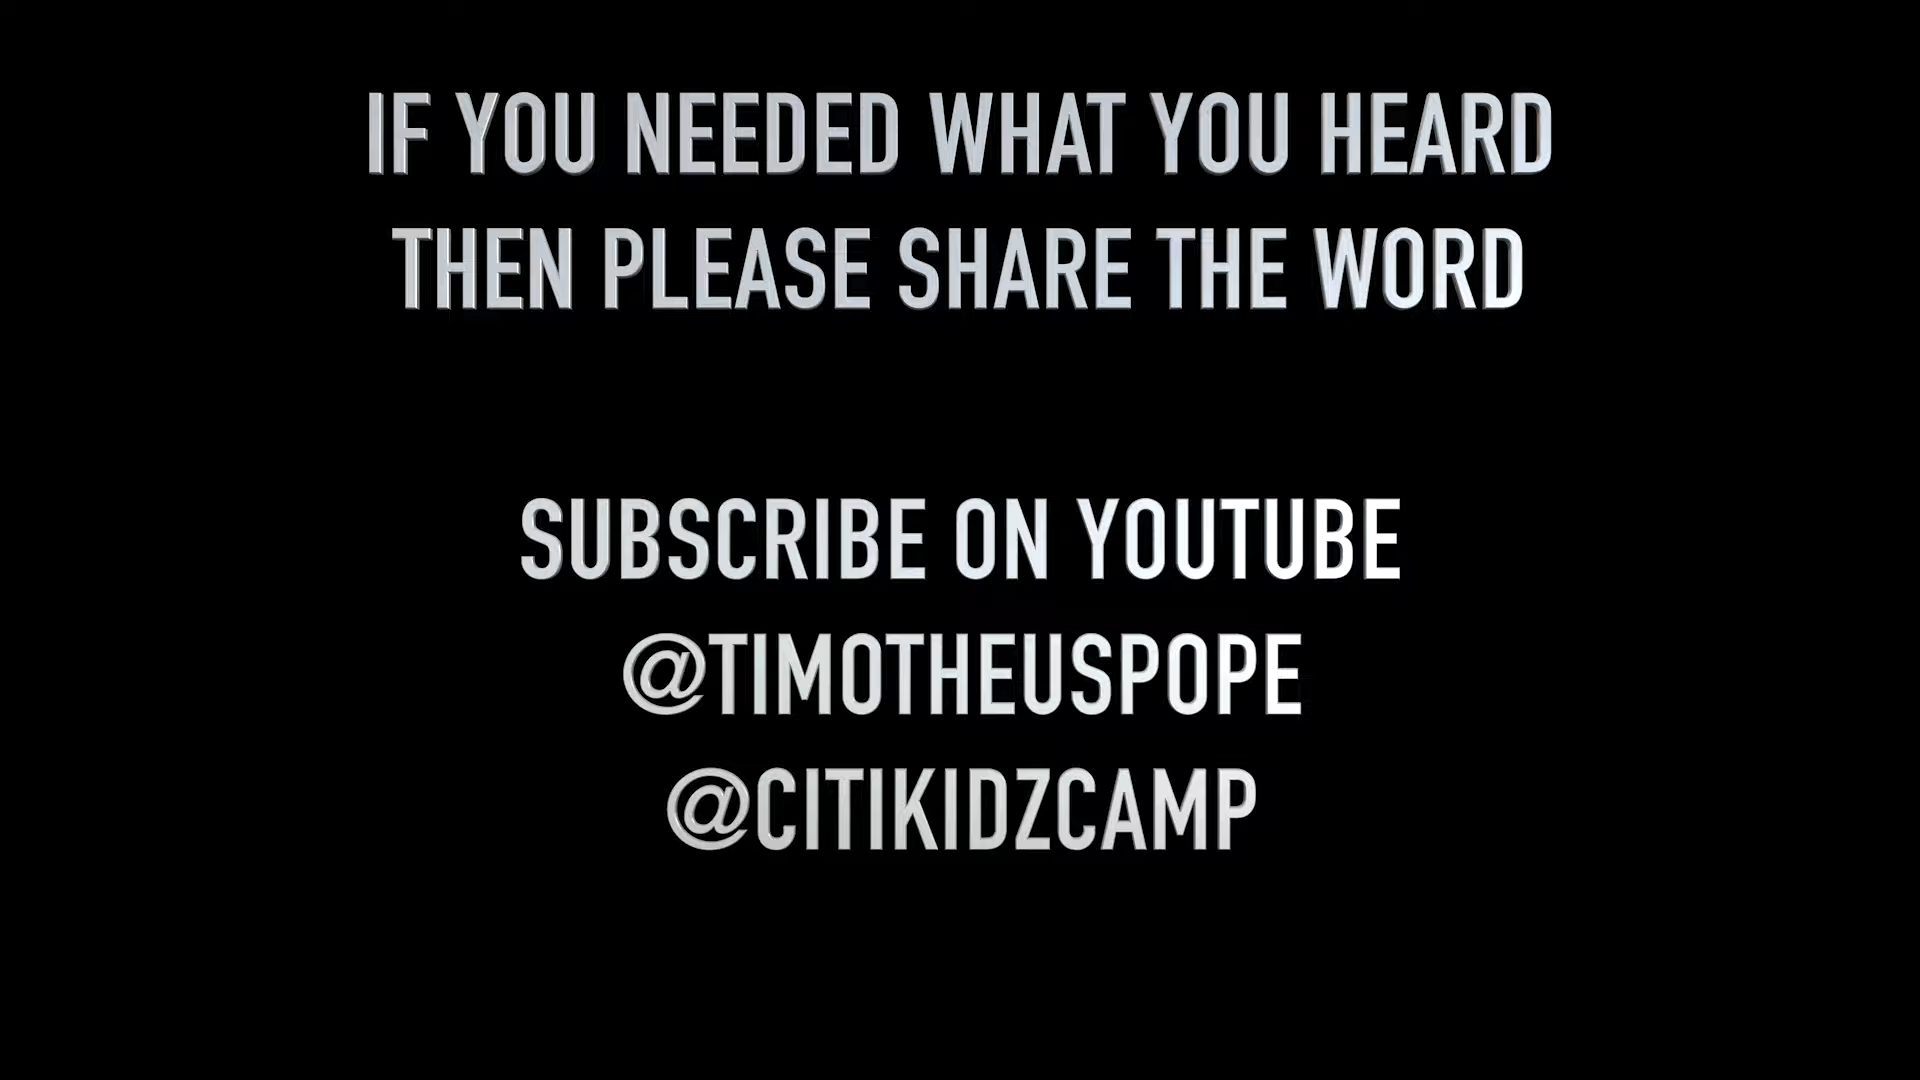 IF YOU NEEDED WHAT YOU HEARD
THEN PLEASE SHARE THE WORD
SUBSCRIBE ON YOUTUBE
@TIMOTHEUSPOPE
@CITIKIDZCAMP